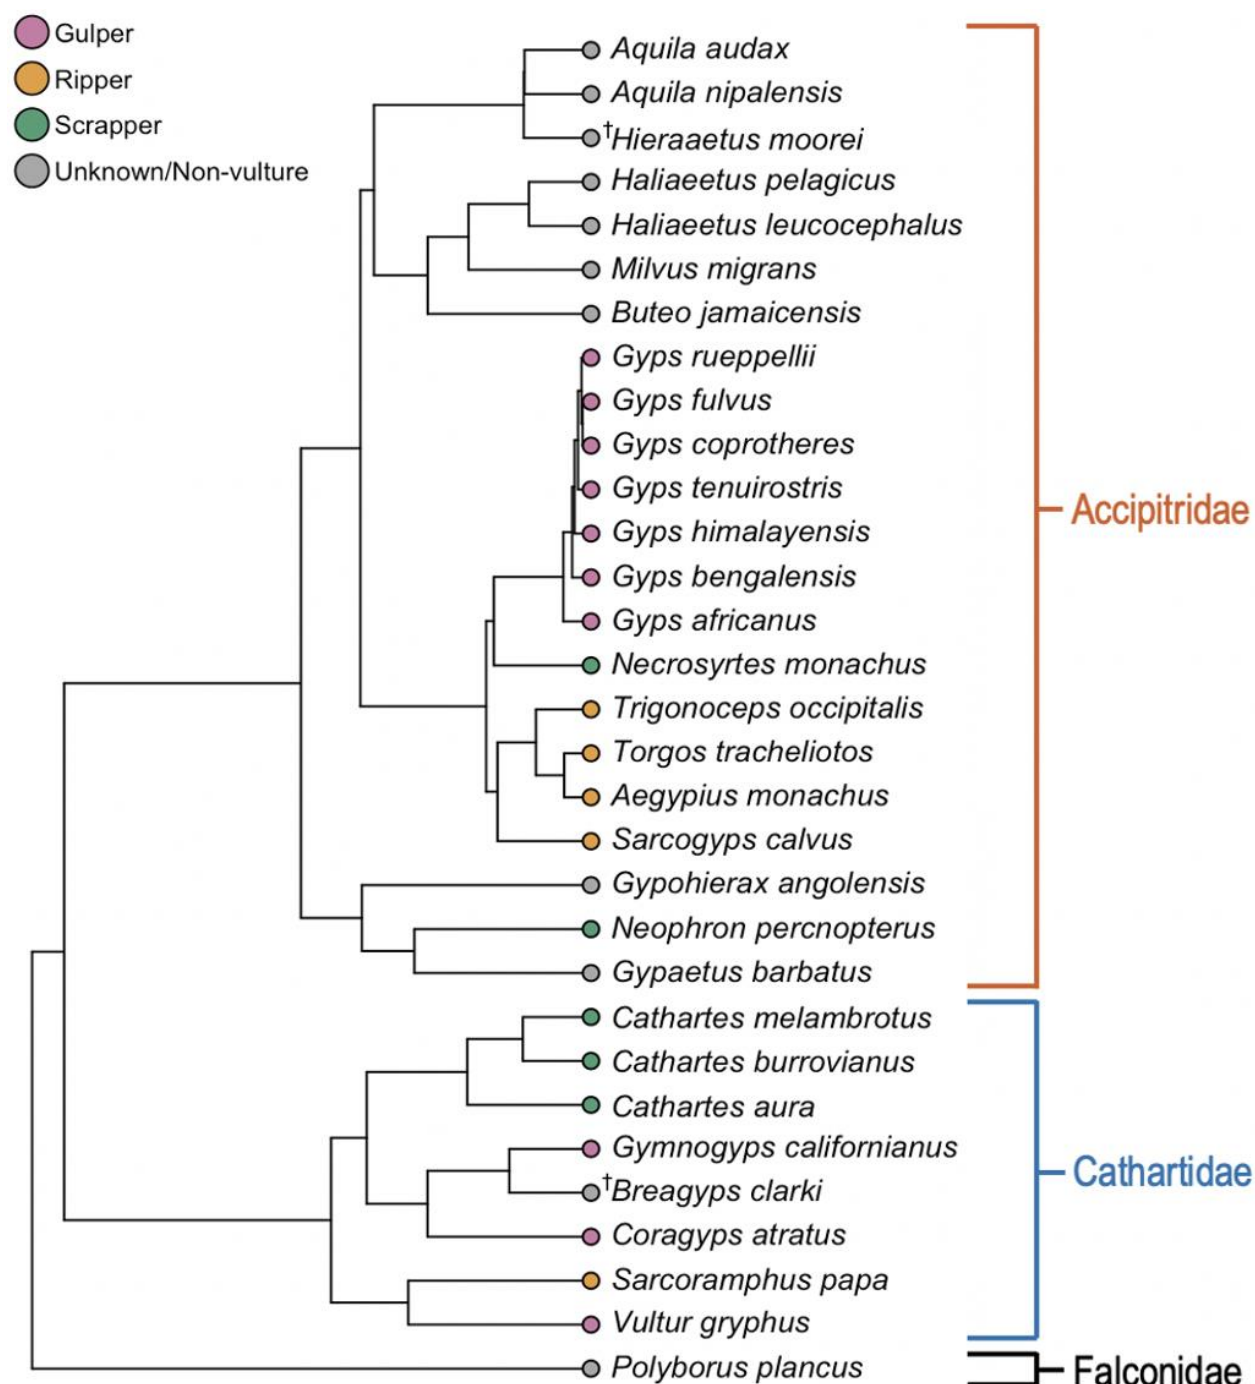 Gulper
Ripper
Scrapper
Unknown/Non-vulture
Aquila audax
Aquila nipalensis
†Hieraaetus moorei
Haliaeetus pelagicus
Haliaeetus leucocephalus
Milvus migrans
Buteo jamaicensis
Gyps rueppellii
Gyps fulvus
Gyps coprotheres
Gyps tenuirostris
Gyps himalayensis
Gyps bengalensis
Gyps africanus
Necrosyrtes monachus
Trigonoceps occipitalis
Torgos tracheliotos
Aegypius monachus
Sarcogyps calvus
Gypohierax angolensis
Neophron percnopterus
Gypaetus barbatus
Accipitridae
Cathartes melambrotus
Cathartes burrovianus
Cathartes aura
Gymnogyps californianus
†Breagyps clarki
Coragyps atratus
Sarcoramphus papa
Vultur gryphus
Cathartidae
Polyborus plancus
Falconidae